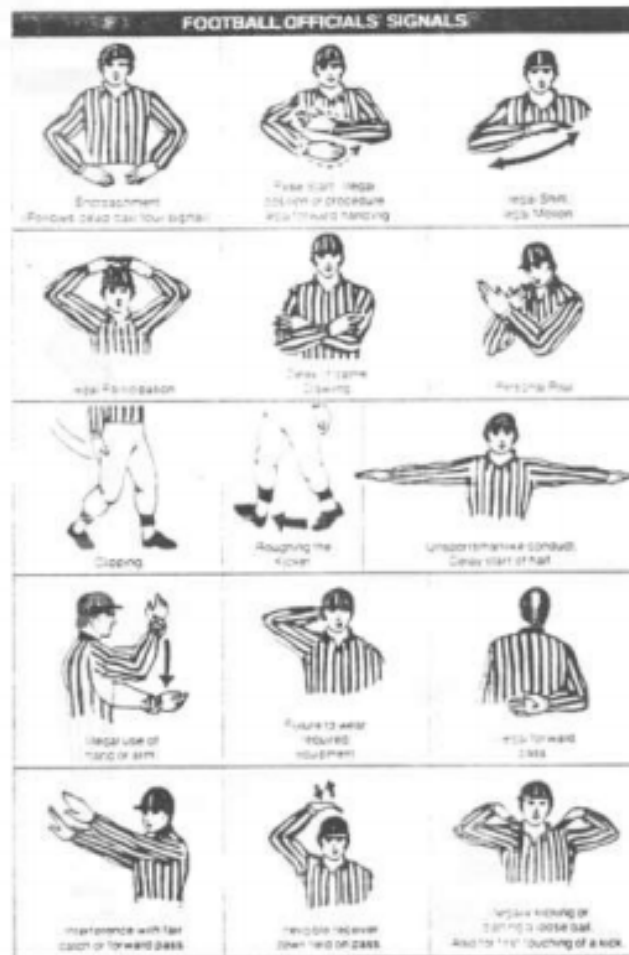 FOOTBALL OFFICIALS' SIGNALS
Encroachment
(Follows dead ball foul signal)
False start, illegal
position or procedure
illegal forward handing
Illegal Shift,
Illegal Motion
Illegal Participation
Delay of game
Crawling
Personal Foul
Clipping
Roughing the
Kicker
Unsportsmanlike conduct,
Delay start of half
Illegal use of
hand or arm
Failure to wear
required
equipment
Illegal forward
pass
Interference with fair
catch or forward pass
Ineligible receiver
down field on pass
Illegally kicking or
batting a loose ball.
Also for first touching of a kick.